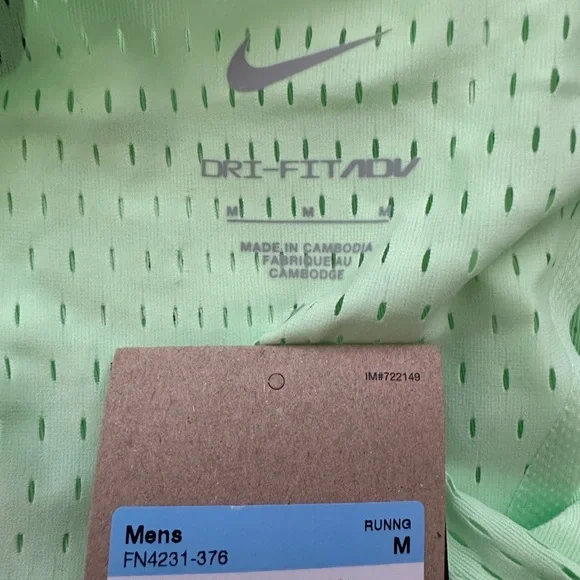 DRI-FIT ADV
M M M
MADE IN CAMBODIA
FABRIQUE AU
CAMBODGE
IM#722149
Mens RUNNG
FN4231-376 M